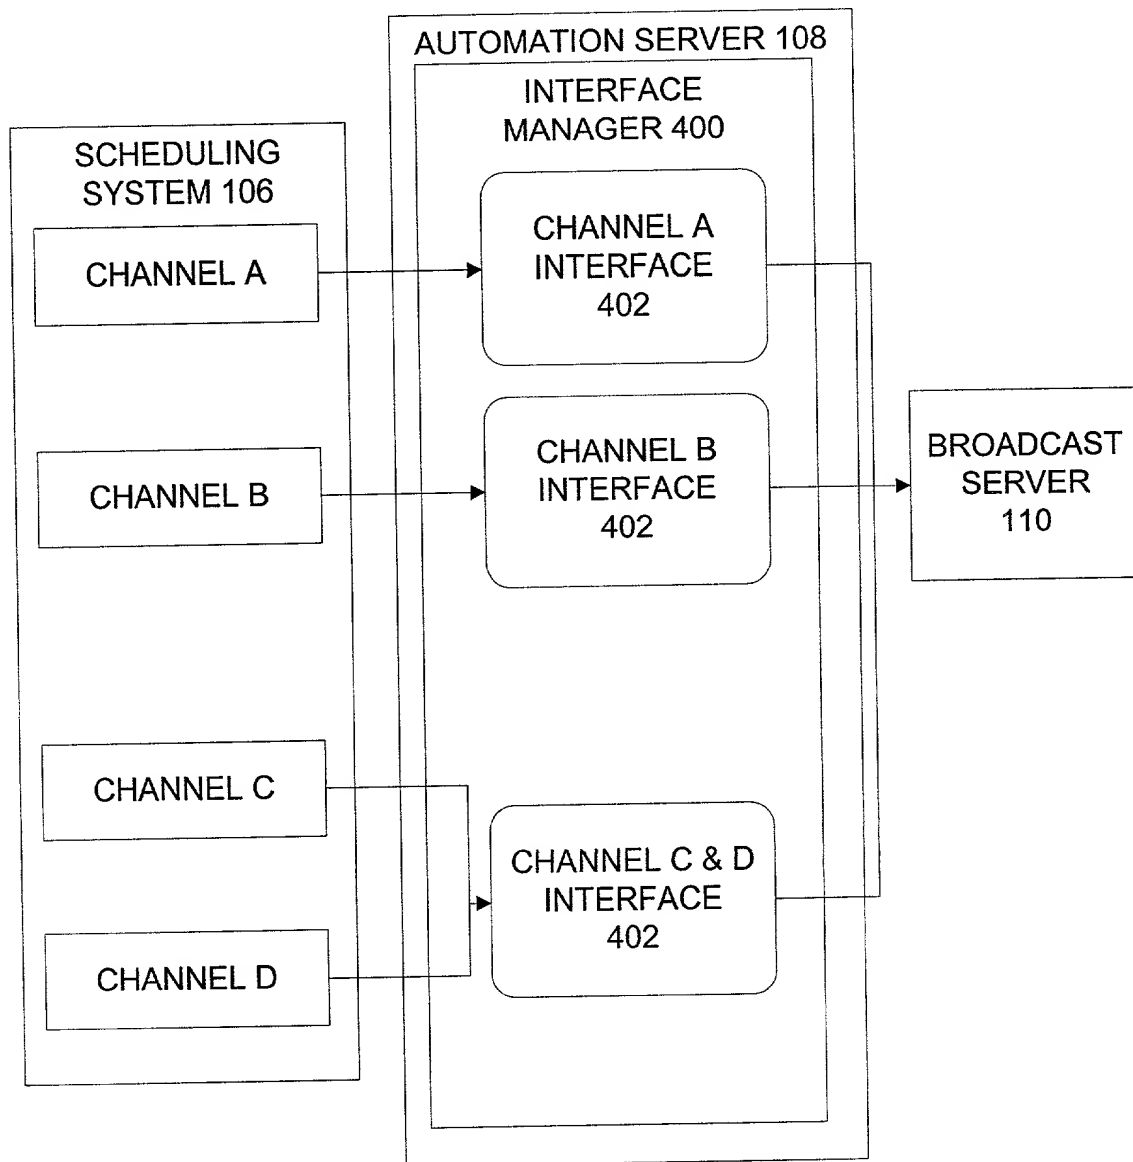 AUTOMATION SERVER 108
INTERFACE
MANAGER 400
SCHEDULING
SYSTEM 106
CHANNEL A
CHANNEL A
INTERFACE
402
CHANNEL B
CHANNEL B
INTERFACE
402
BROADCAST
SERVER
110
CHANNEL C
CHANNEL C & D
INTERFACE
402
CHANNEL D